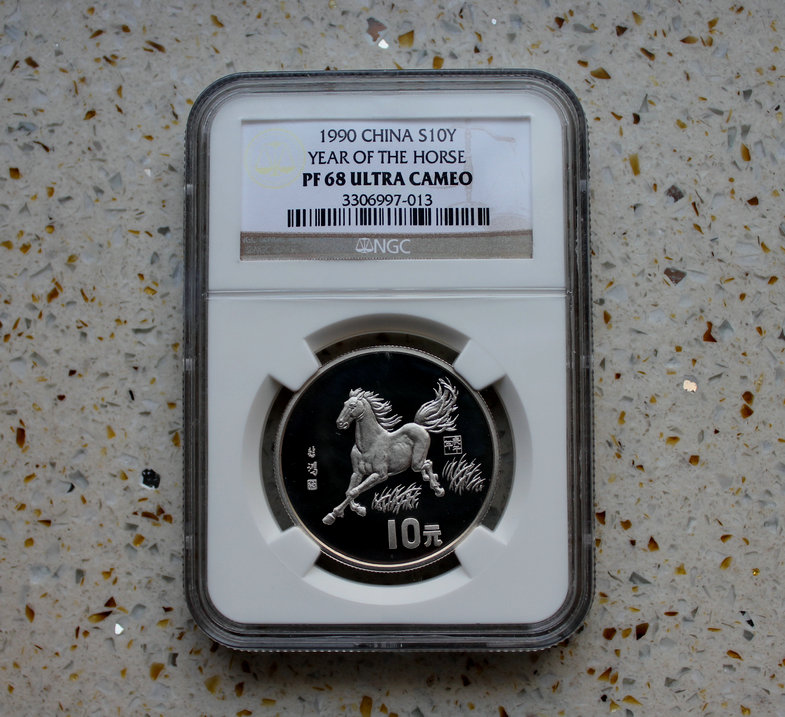 1990 CHINA S10Y
YEAR OF THE HORSE
PF 68 ULTRA CAMEO
3306997-013
NGC
10元